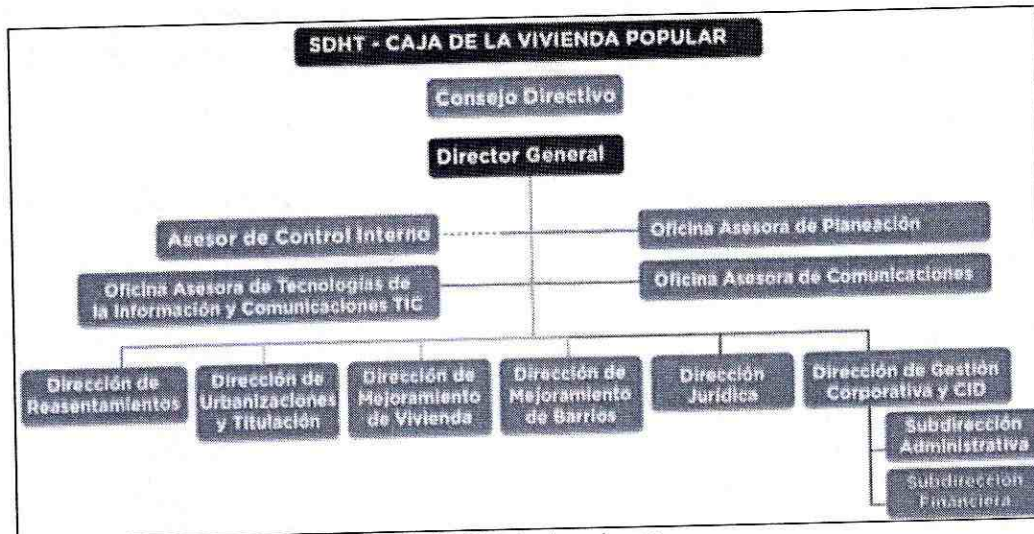 SDHT - CAJA DE LA VIVIENDA POPULAR
Consejo Directivo
Director General
Asesor de Control Interno
Oficina Asesora de Planeación
Oficina Asesora de Tecnologías de
la Información y Comunicaciones TIC
Oficina Asesora de Comunicaciones
Dirección de
Reasentamientos
Dirección de
Urbanizaciones
y Titulación
Dirección de
Mejoramiento
de Vivienda
Dirección de
Mejoramiento
de Barrios
Dirección
Jurídica
Dirección de Gestión
Corporativa y CID
Subdirección
Administrativa
Subdirección
Financiera